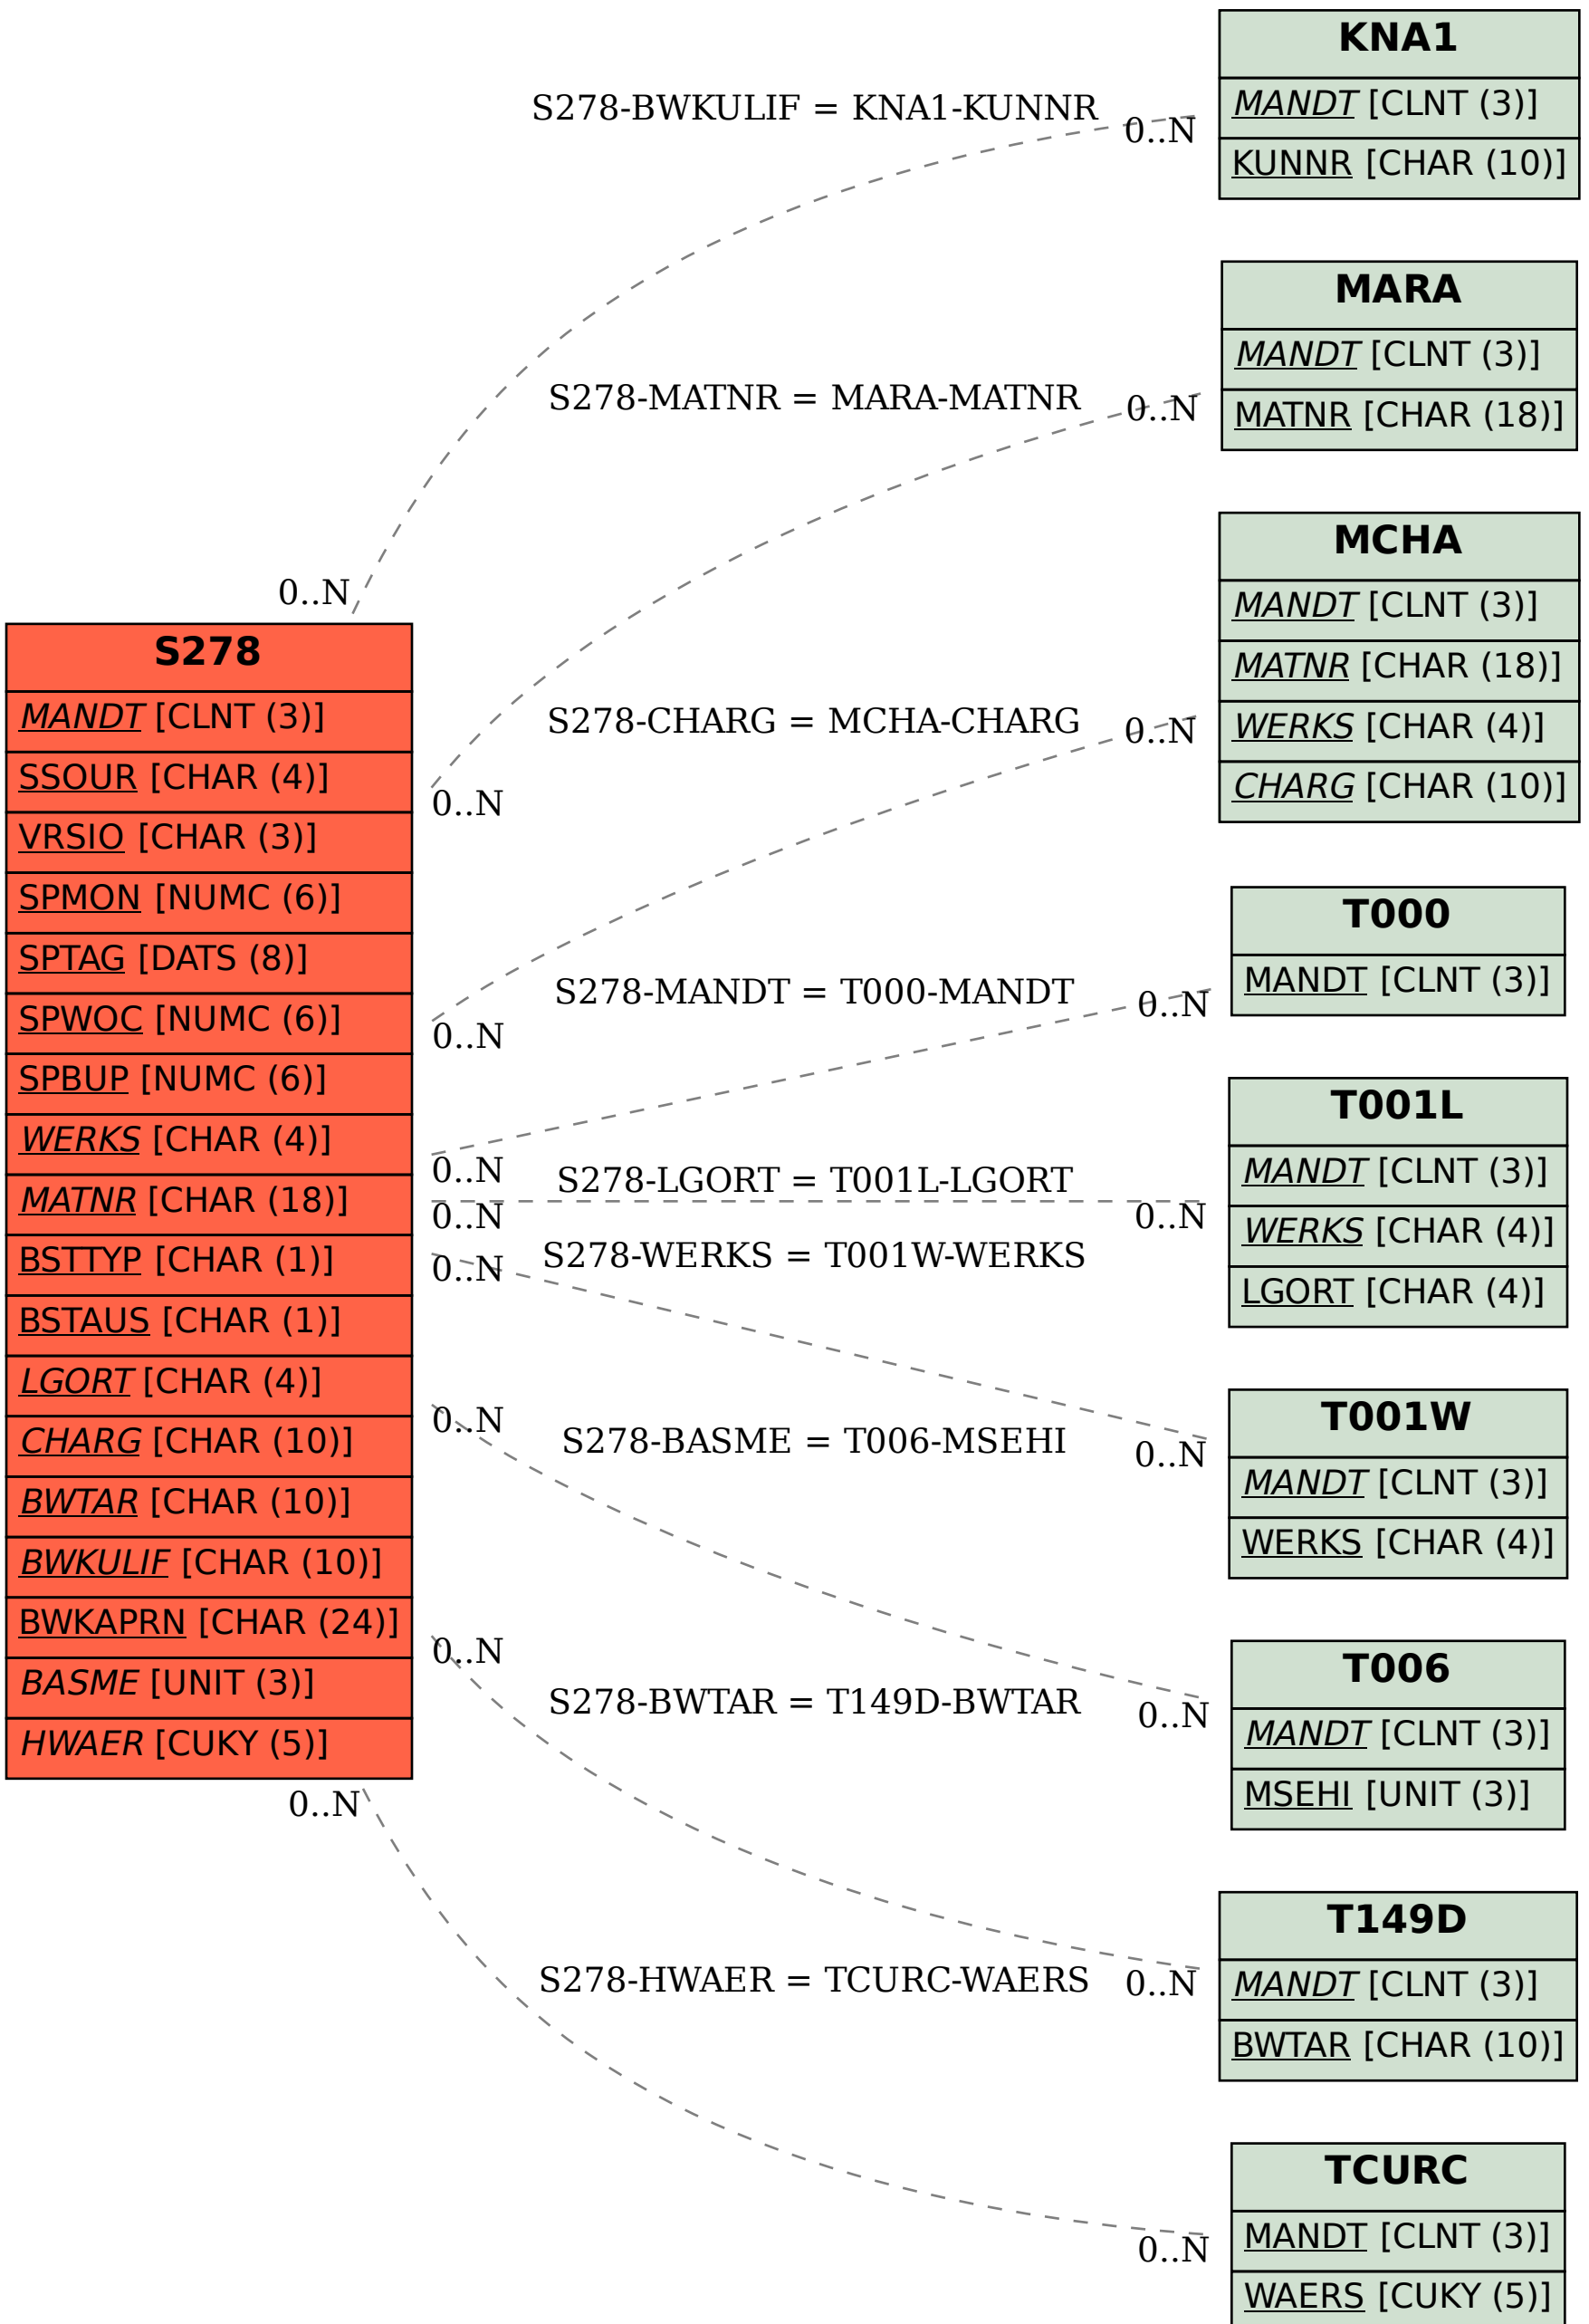 KNA1
MANDT [CLNT (3)]
KUNNR [CHAR (10)]
S278-BWKULIF = KNA1-KUNNR
0..N
0..N
MARA
MANDT [CLNT (3)]
MATNR [CHAR (18)]
S278-MATNR = MARA-MATNR
0..N
0..N
MCHA
MANDT [CLNT (3)]
MATNR [CHAR (18)]
WERKS [CHAR (4)]
CHARG [CHAR (10)]
S278-CHARG = MCHA-CHARG
0..N
0..N
S278
MANDT [CLNT (3)]
SSOUR [CHAR (4)]
VRSIO [CHAR (3)]
SPMON [NUMC (6)]
SPTAG [DATS (8)]
SPWOC [NUMC (6)]
SPBUP [NUMC (6)]
WERKS [CHAR (4)]
MATNR [CHAR (18)]
BSTTYP [CHAR (1)]
BSTAUS [CHAR (1)]
LGORT [CHAR (4)]
CHARG [CHAR (10)]
BWTAR [CHAR (10)]
BWKULIF [CHAR (10)]
BWKAPRN [CHAR (24)]
BASME [UNIT (3)]
HWAER [CUKY (5)]
T000
MANDT [CLNT (3)]
S278-MANDT = T000-MANDT
0..N
0..N
T001L
MANDT [CLNT (3)]
WERKS [CHAR (4)]
LGORT [CHAR (4)]
S278-LGORT = T001L-LGORT
0..N
0..N
S278-WERKS = T001W-WERKS
0..N
0..N
T001W
MANDT [CLNT (3)]
WERKS [CHAR (4)]
S278-BASME = T006-MSEHI
0..N
0..N
T006
MANDT [CLNT (3)]
MSEHI [UNIT (3)]
S278-BWTAR = T149D-BWTAR
0..N
0..N
T149D
MANDT [CLNT (3)]
BWTAR [CHAR (10)]
S278-HWAER = TCURC-WAERS
0..N
0..N
TCURC
MANDT [CLNT (3)]
WAERS [CUKY (5)]